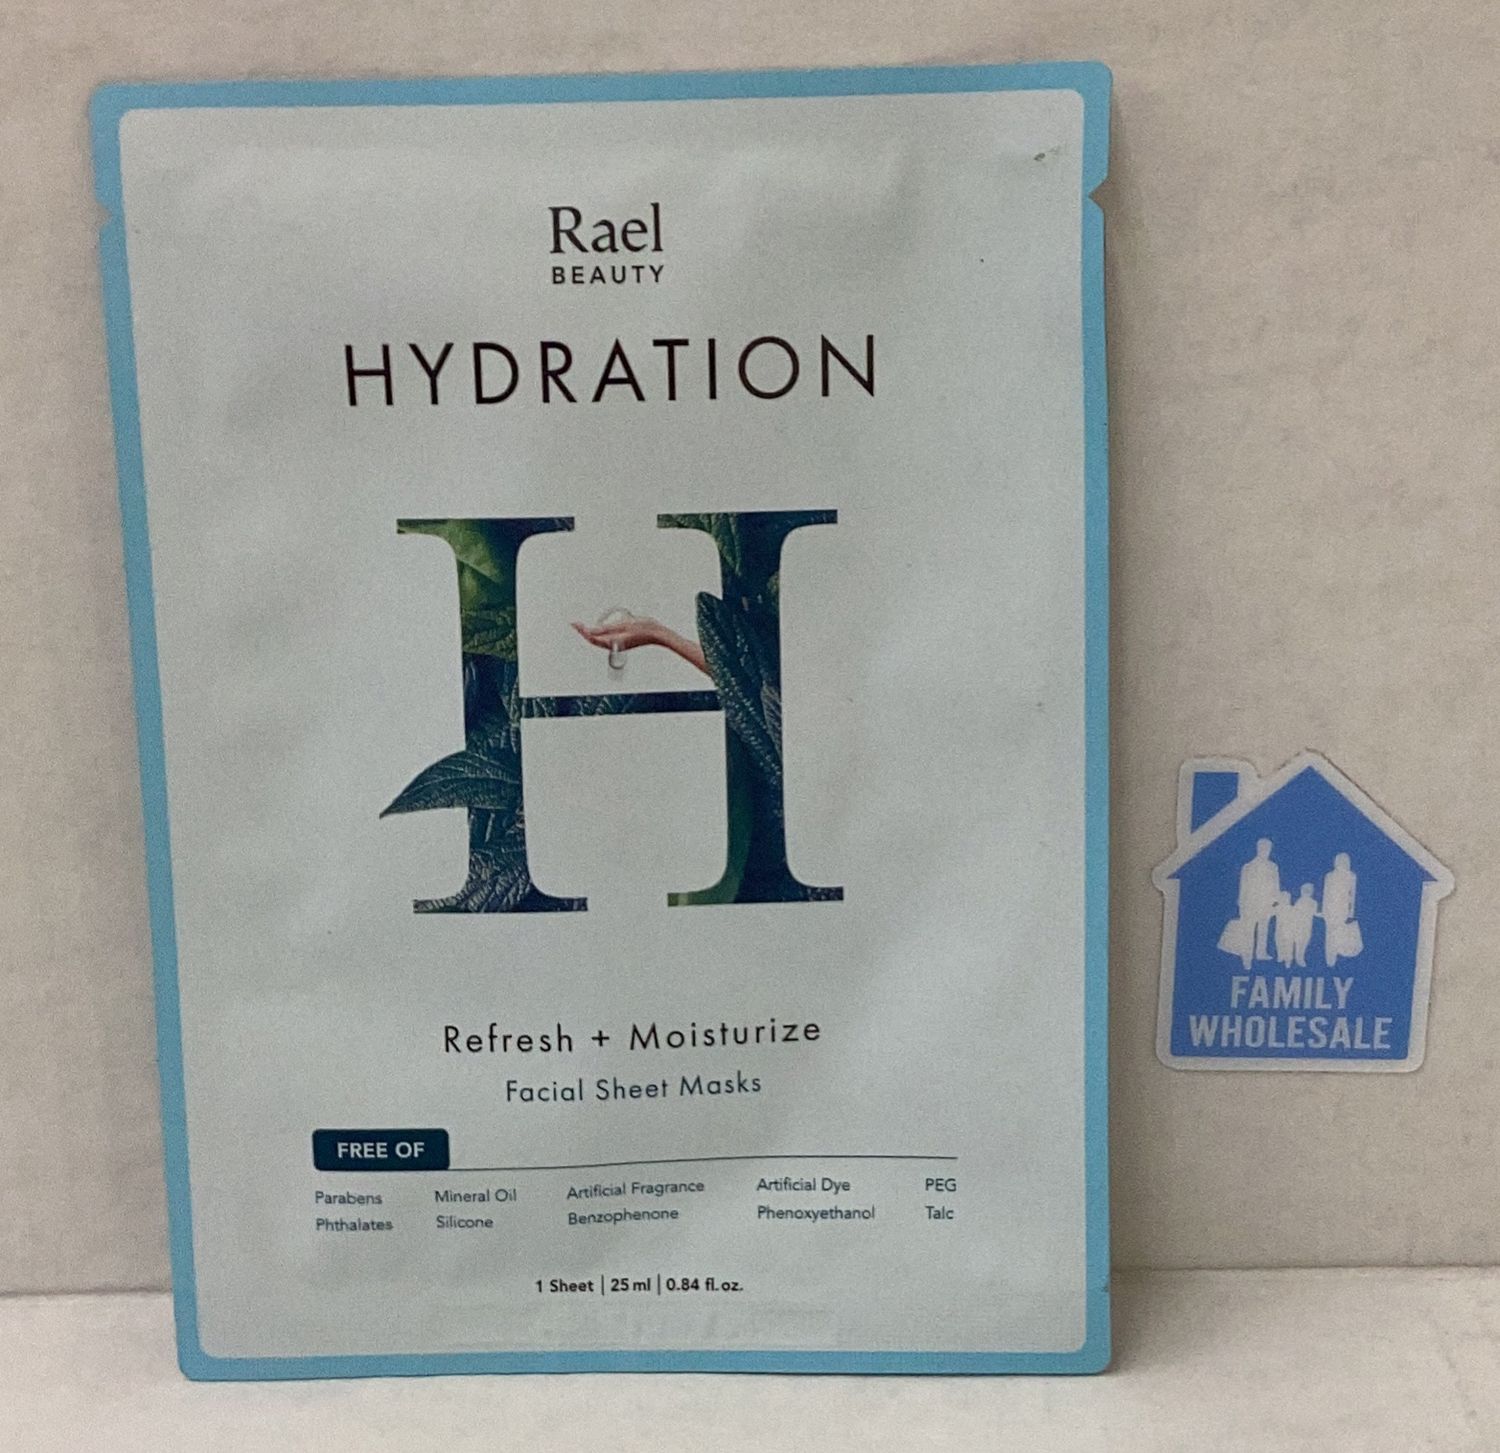 Rael
BEAUTY
HYDRATION
H
Refresh + Moisturize
Facial Sheet Masks
FREE OF
Parabens Mineral Oil Artificial Fragrance Artificial Dye PEG
Phthalates Silicone Benzophenone Phenoxyethanol Talc
1 Sheet | 25 ml | 0.84 fl.oz.
FAMILY
WHOLESALE